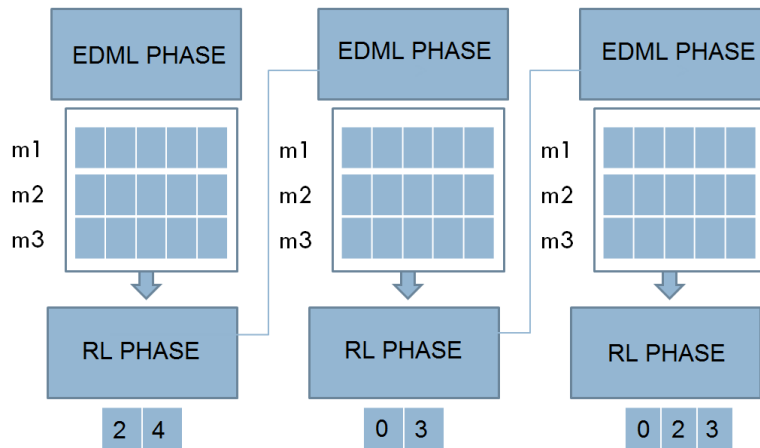 EDML PHASE
m1
m2
m3
RL PHASE
2 4
EDML PHASE
m1
m2
m3
RL PHASE
0 3
EDML PHASE
m1
m2
m3
RL PHASE
0 2 3